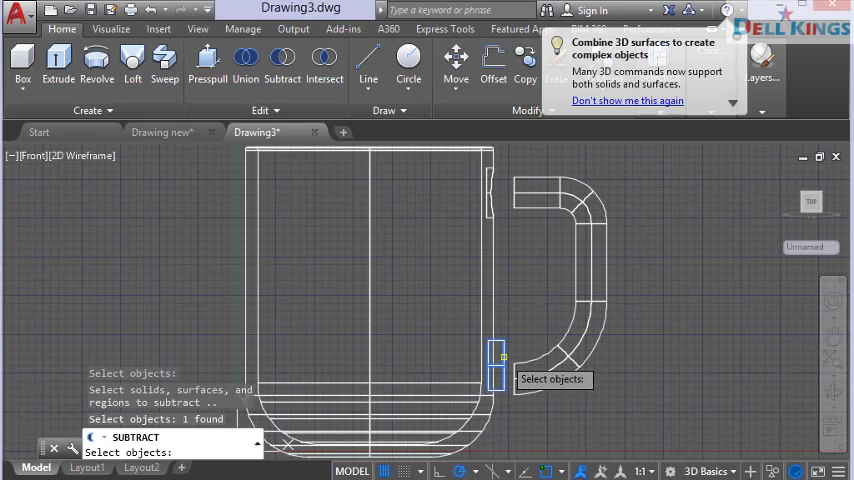 Drawing3.dwg
Type a keyword or phrase
Sign In
DELL KINGS
Home
Visualize
Insert
View
Output
Add-ins
A360
Express Tools
BIM 360
Performance
Combine 3D surfaces to create
complex objects
Many 3D commands now support
both solids and surfaces.
Don't show me this again
Box
Extrude
Revolve
Loft
Sweep
Presspull
Union
Subtract
Intersect
Line
Circle
Move
Offset
Copy
Layers...
Create
Edit
Draw
Modify
Start
Drawing new*
Drawing3*
[−][Front][2D Wireframe]
TOP
Unnamed
Select objects:
Select solids, surfaces, and
regions to subtract ..
Select objects: 1 found
SUBTRACT
Select objects:
Select objects:
Model
Layout1
Layout2
MODEL
1:1
3D Basics